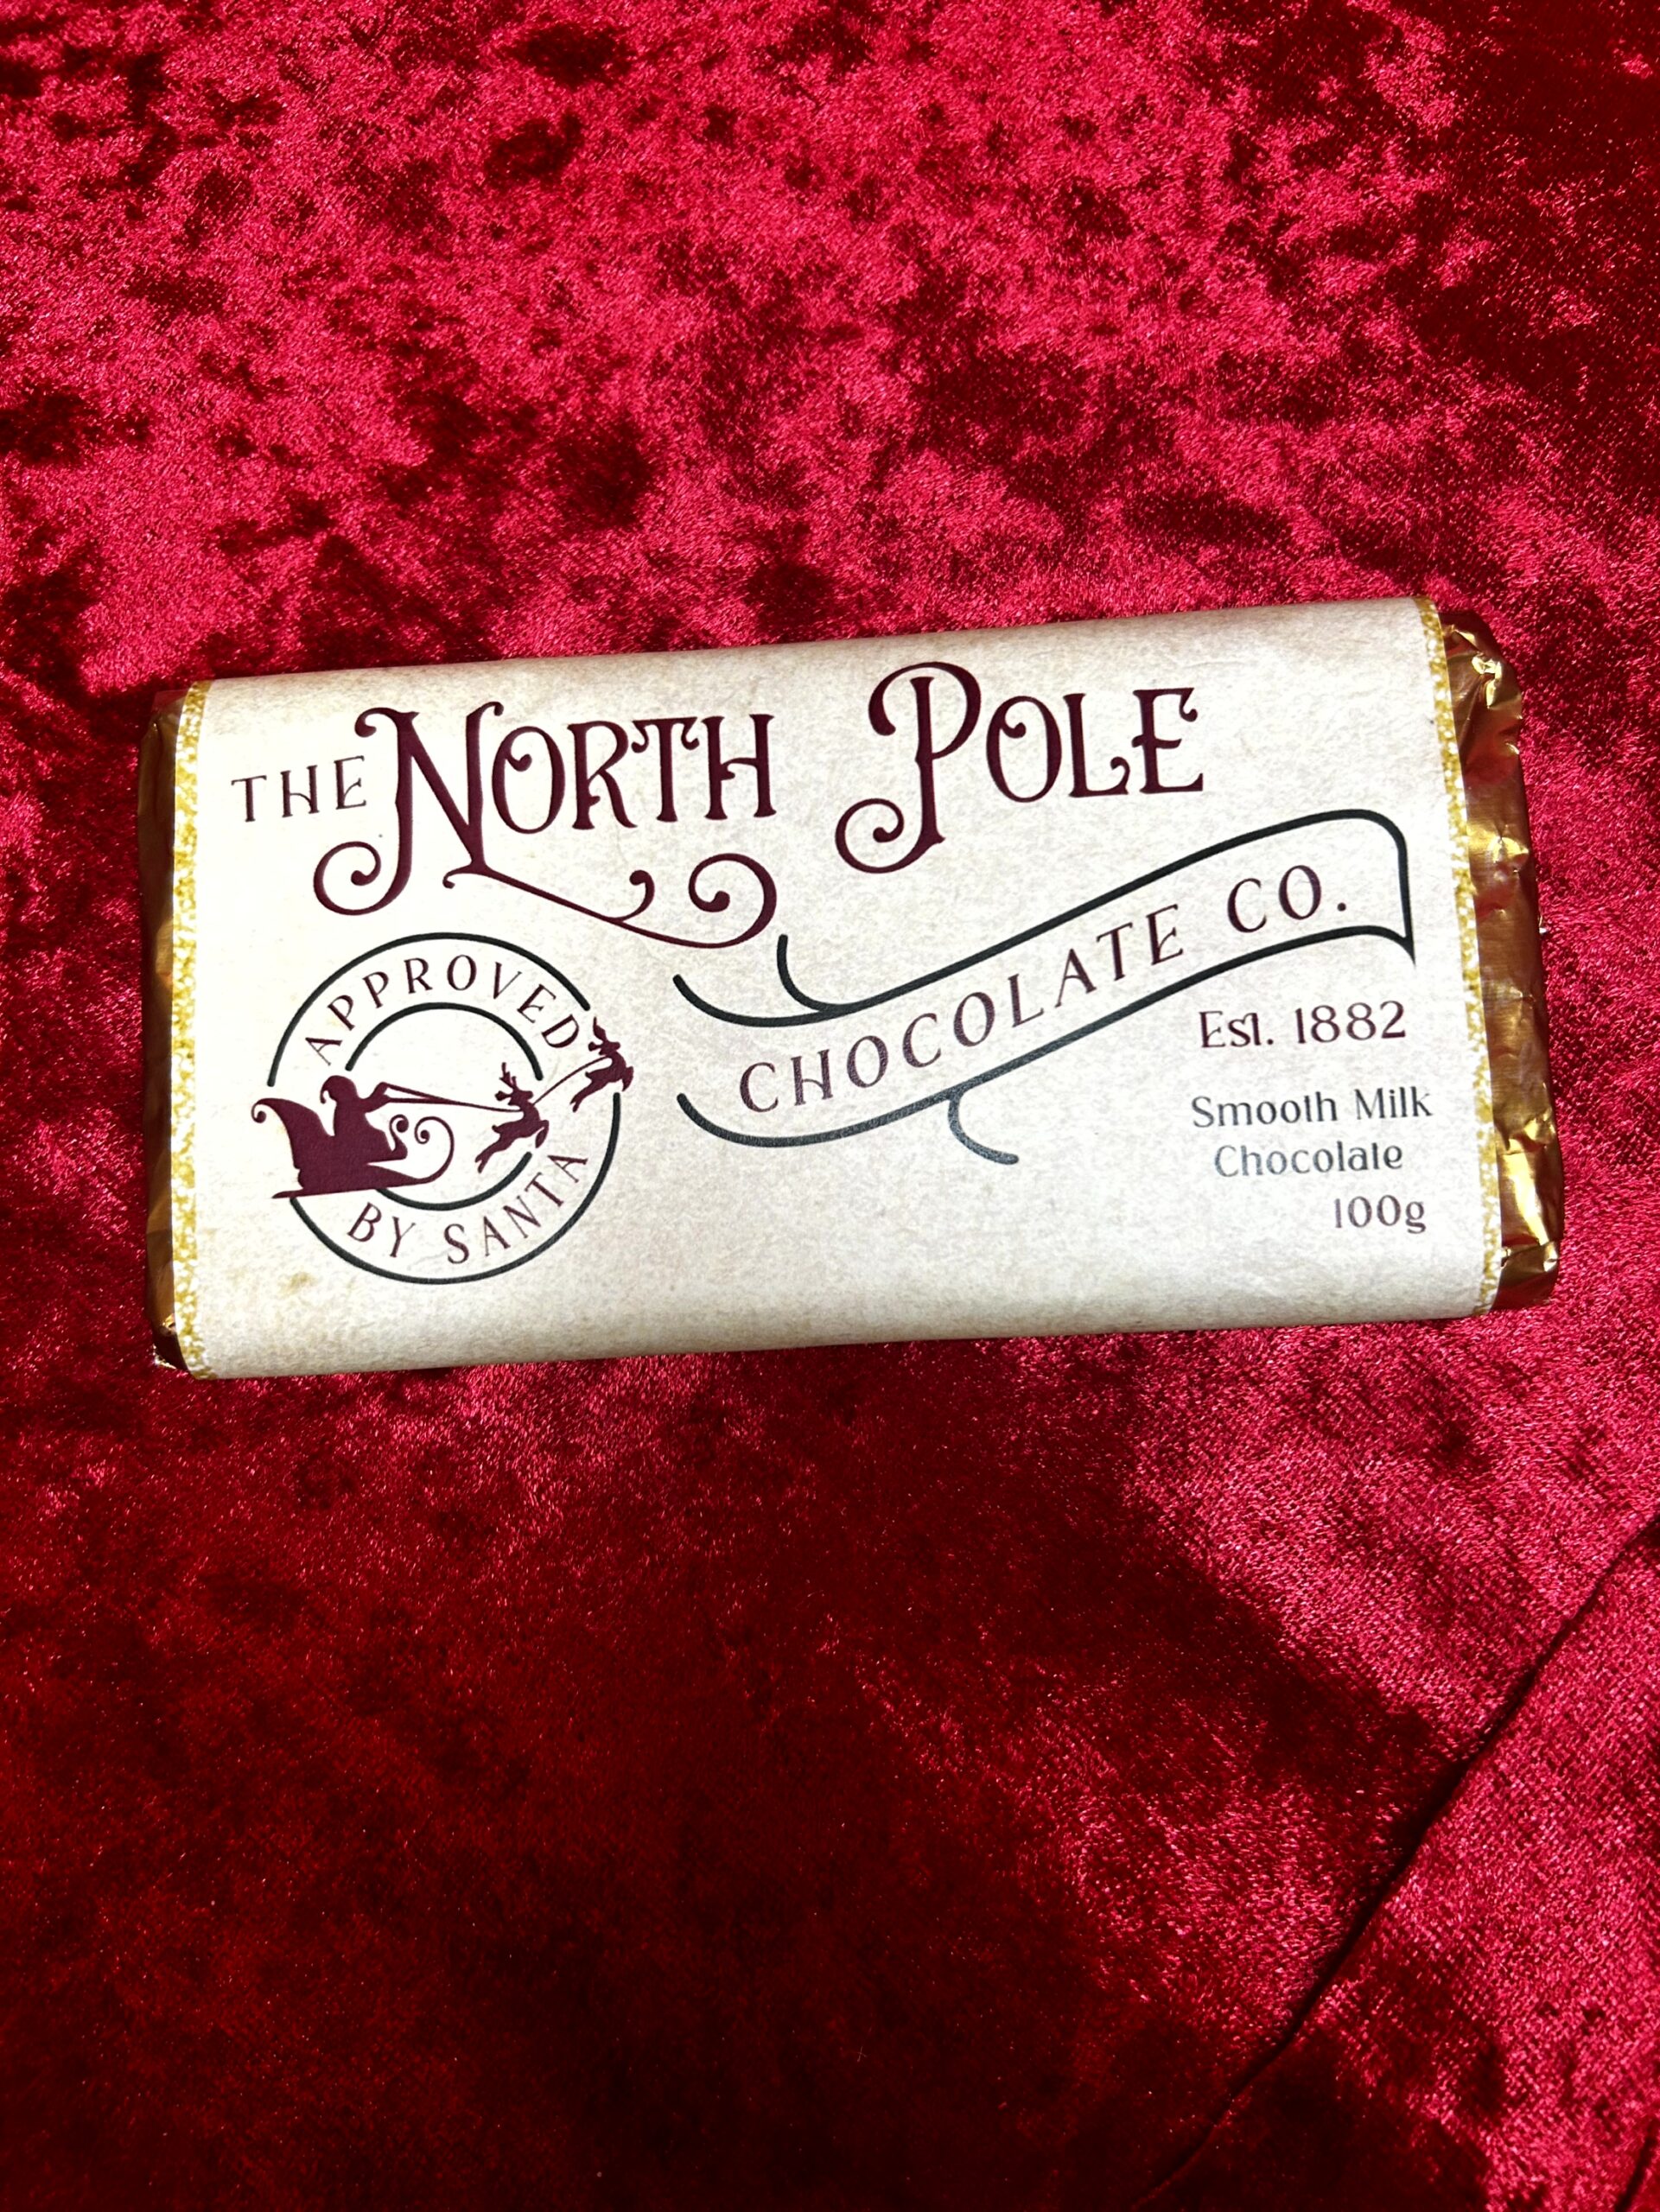 THE NORTH POLE
CHOCOLATE CO.
APPROVED
BY SANTA
Est. 1882
Smooth Milk
Chocolate
100g